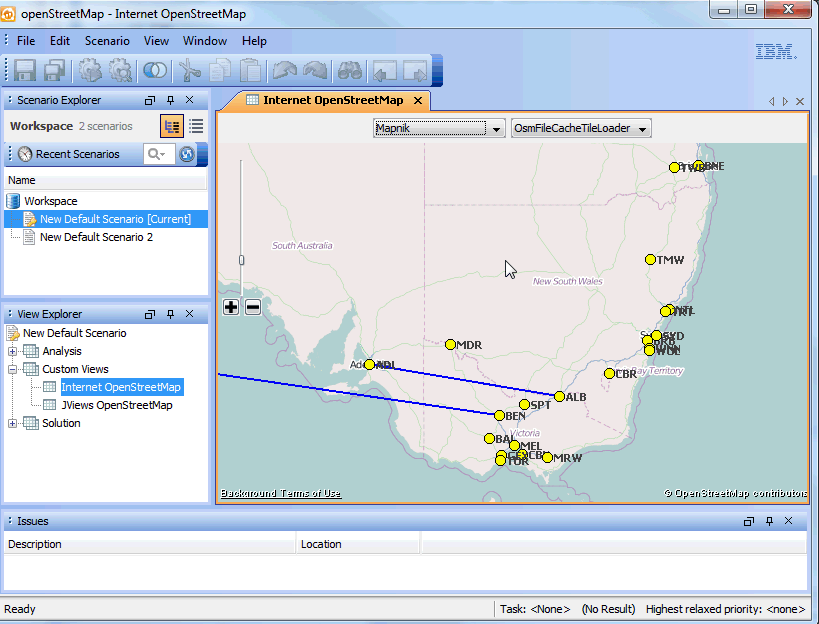 openStreetMap - Internet OpenStreetMap
File Edit Scenario View Window Help
IBM.
Scenario Explorer
Workspace 2 scenarios
Recent Scenarios
Name
Workspace
New Default Scenario [Current]
New Default Scenario 2
View Explorer
New Default Scenario
Analysis
Custom Views
Internet OpenStreetMap
JViews OpenStreetMap
Solution
Internet OpenStreetMap
Mapnik OsmFileCacheTileLoader
TWB BNE
South Australia
TMW
New South Wales
NTL
TRT
SYD
MDR
WOL
ADL
CBR
Bay Territory
ALB
SPT
BEN
Victoria
BAL
MEL
MRW
TOR
Background Terms of Use
© OpenStreetMap contributors
Issues
Description Location
Ready Task: <None> (No Result) Highest relaxed priority: <none>